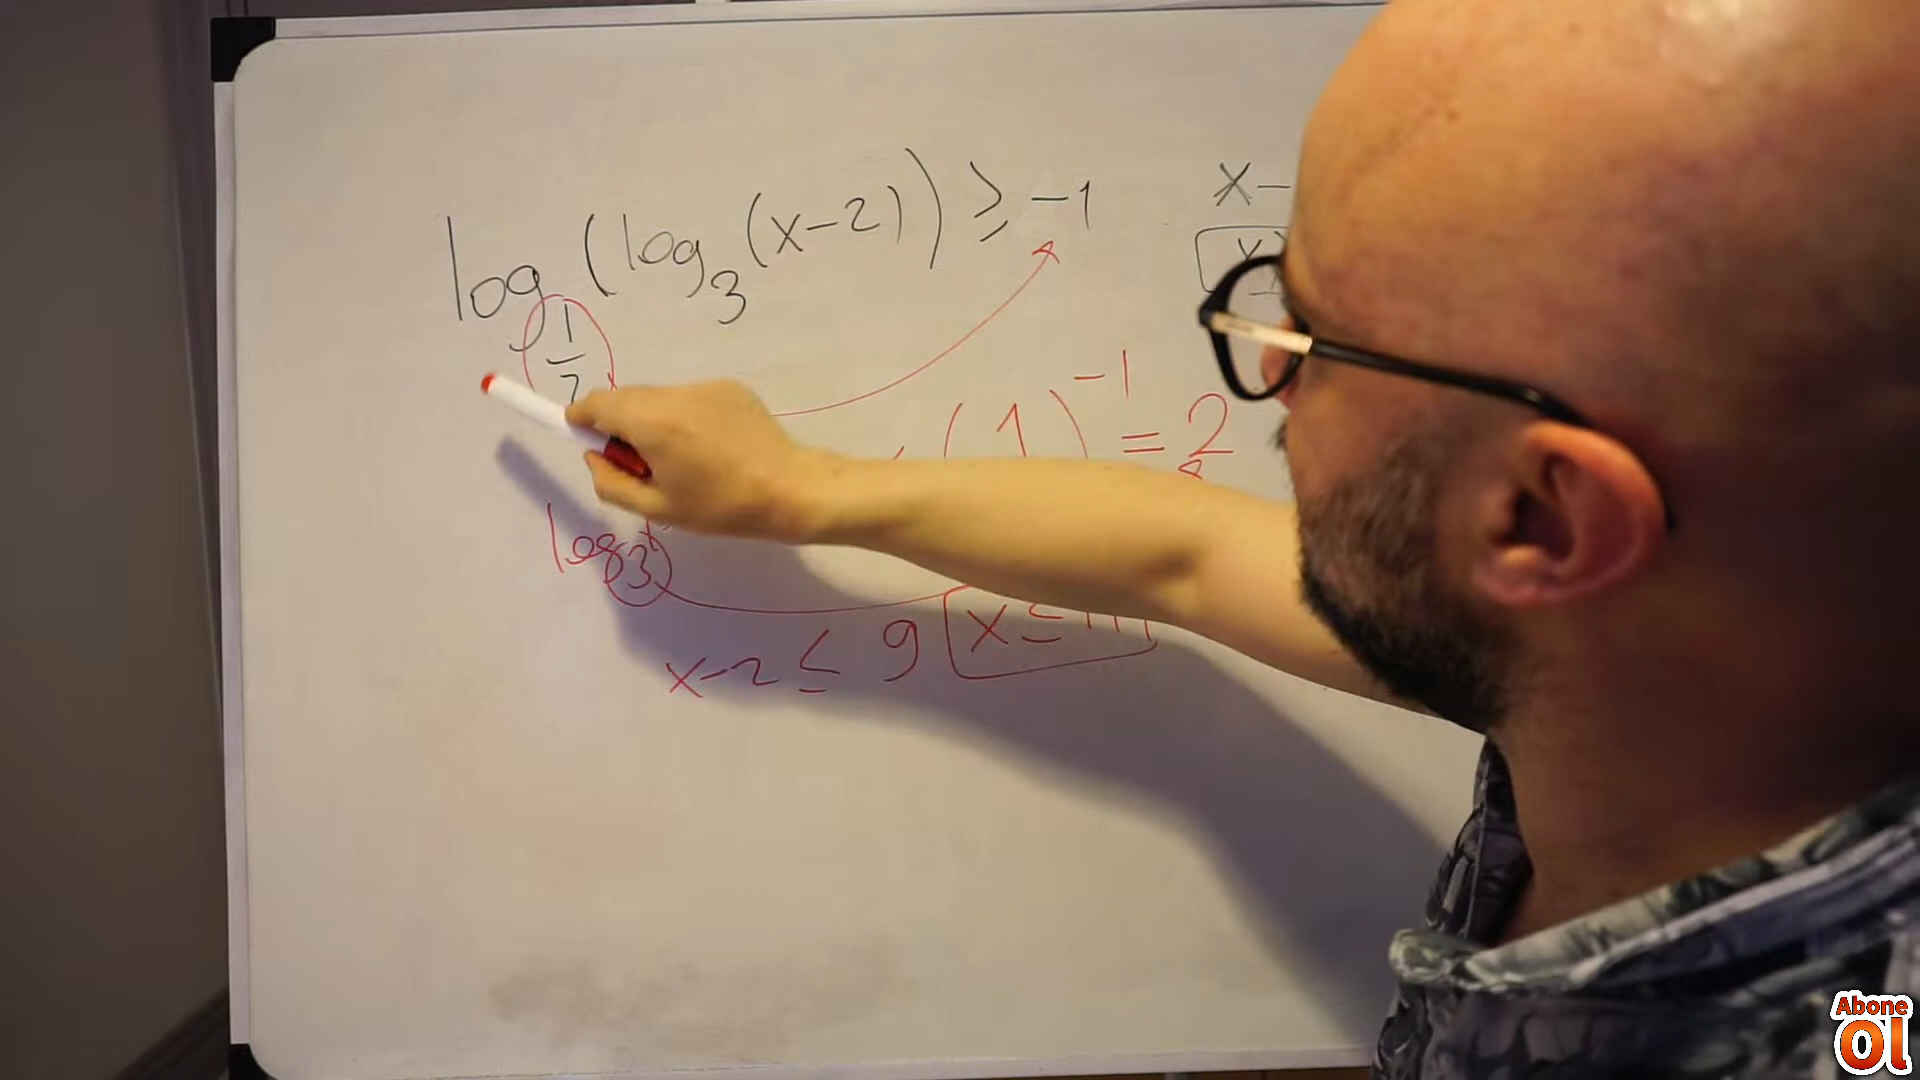 log 1/2 (log₃(x-2)) ≥ -1
x-
(1)⁻¹ = 2
log₃
x-2 ≤ 9 x ≤ 11
Abone
Ol